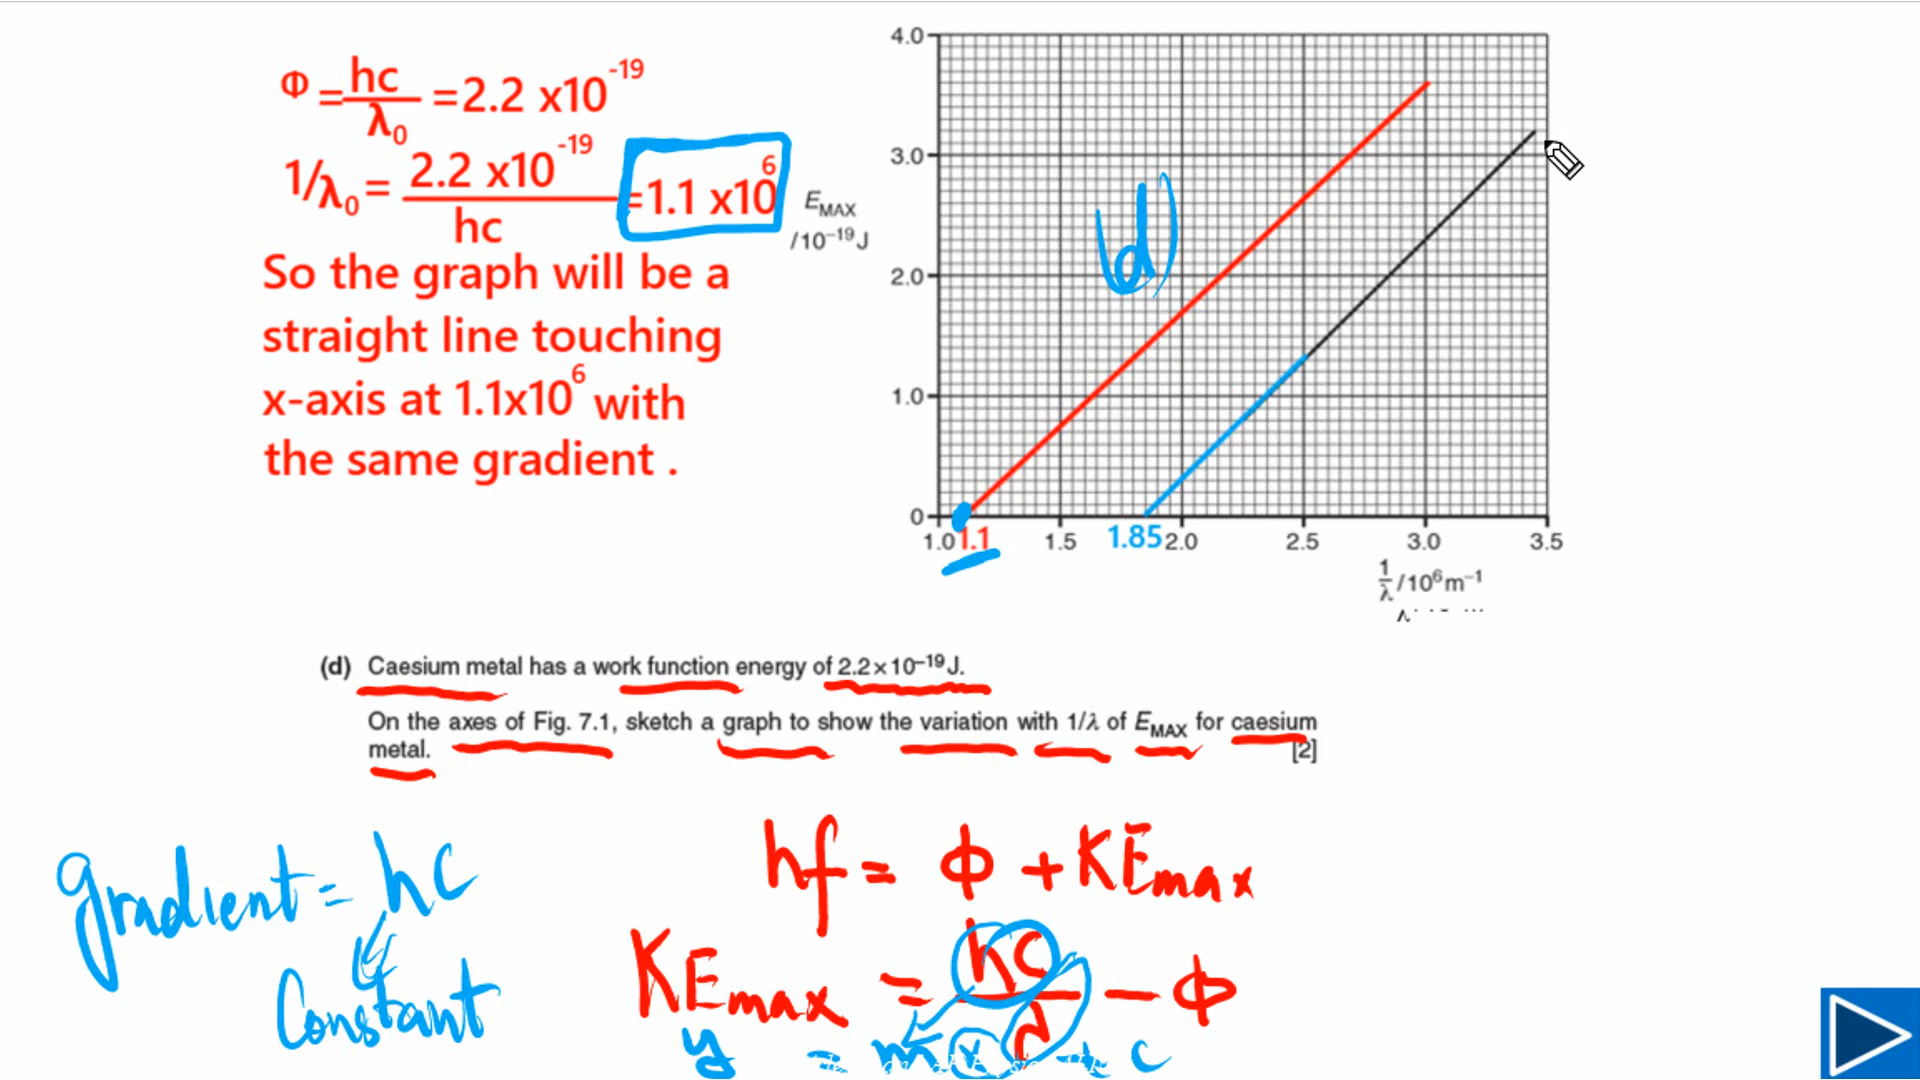 Φ = hc/λ₀ = 2.2 x10⁻¹⁹
1/λ₀ = 2.2 x10⁻¹⁹/hc =1.1 x10⁶
So the graph will be a
straight line touching
x-axis at 1.1x10⁶ with
the same gradient .
4.0
3.0
E_MAX
/10⁻¹⁹J
d)
2.0
1.0
0
1.0 1.1 1.5 1.85 2.0 2.5 3.0 3.5
1/λ /10⁶m⁻¹
(d) Caesium metal has a work function energy of 2.2×10⁻¹⁹J.
On the axes of Fig. 7.1, sketch a graph to show the variation with 1/λ of E_MAX for caesium
metal. [2]
hf = Φ + KEmax
gradient = hc
Constant
KEmax = hc/λ − Φ
y = mx + c